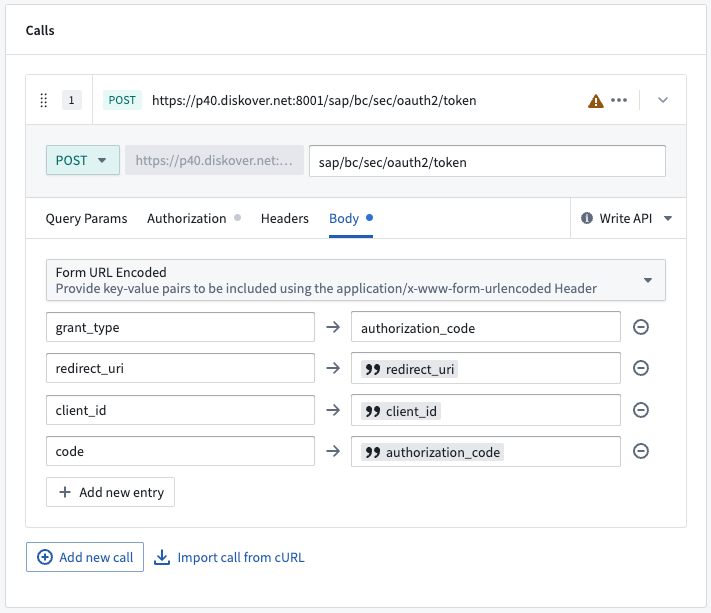 Calls
1 POST https://p40.diskover.net:8001/sap/bc/sec/oauth2/token
POST https://p40.diskover.net:... sap/bc/sec/oauth2/token
Query Params Authorization Headers Body Write API
Form URL Encoded
Provide key-value pairs to be included using the application/x-www-form-urlencoded Header
grant_type → authorization_code
redirect_uri → redirect_uri
client_id → client_id
code → authorization_code
+ Add new entry
Add new call Import call from cURL